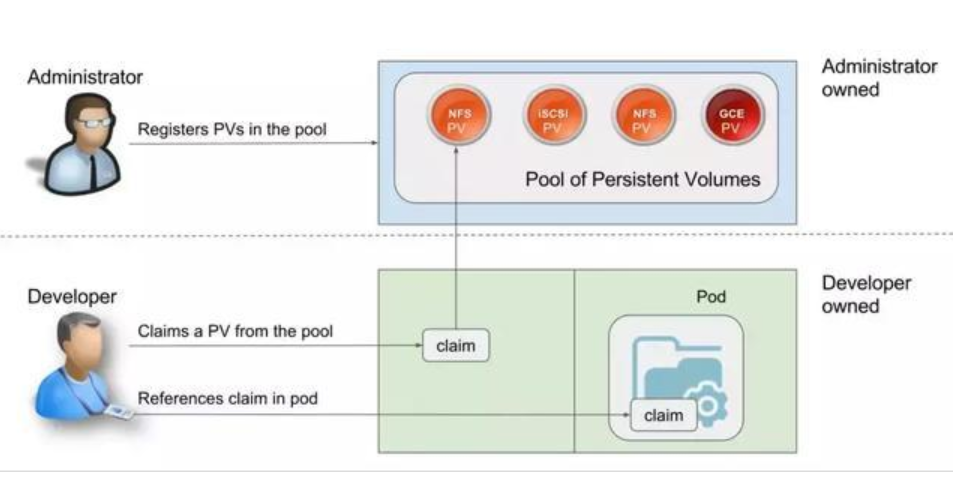 Administrator
Registers PVs in the pool
NFS
PV
iSCSI
PV
NFS
PV
GCE
PV
Pool of Persistent Volumes
Administrator
owned
Developer
Claims a PV from the pool
References claim in pod
claim
Pod
claim
Developer
owned